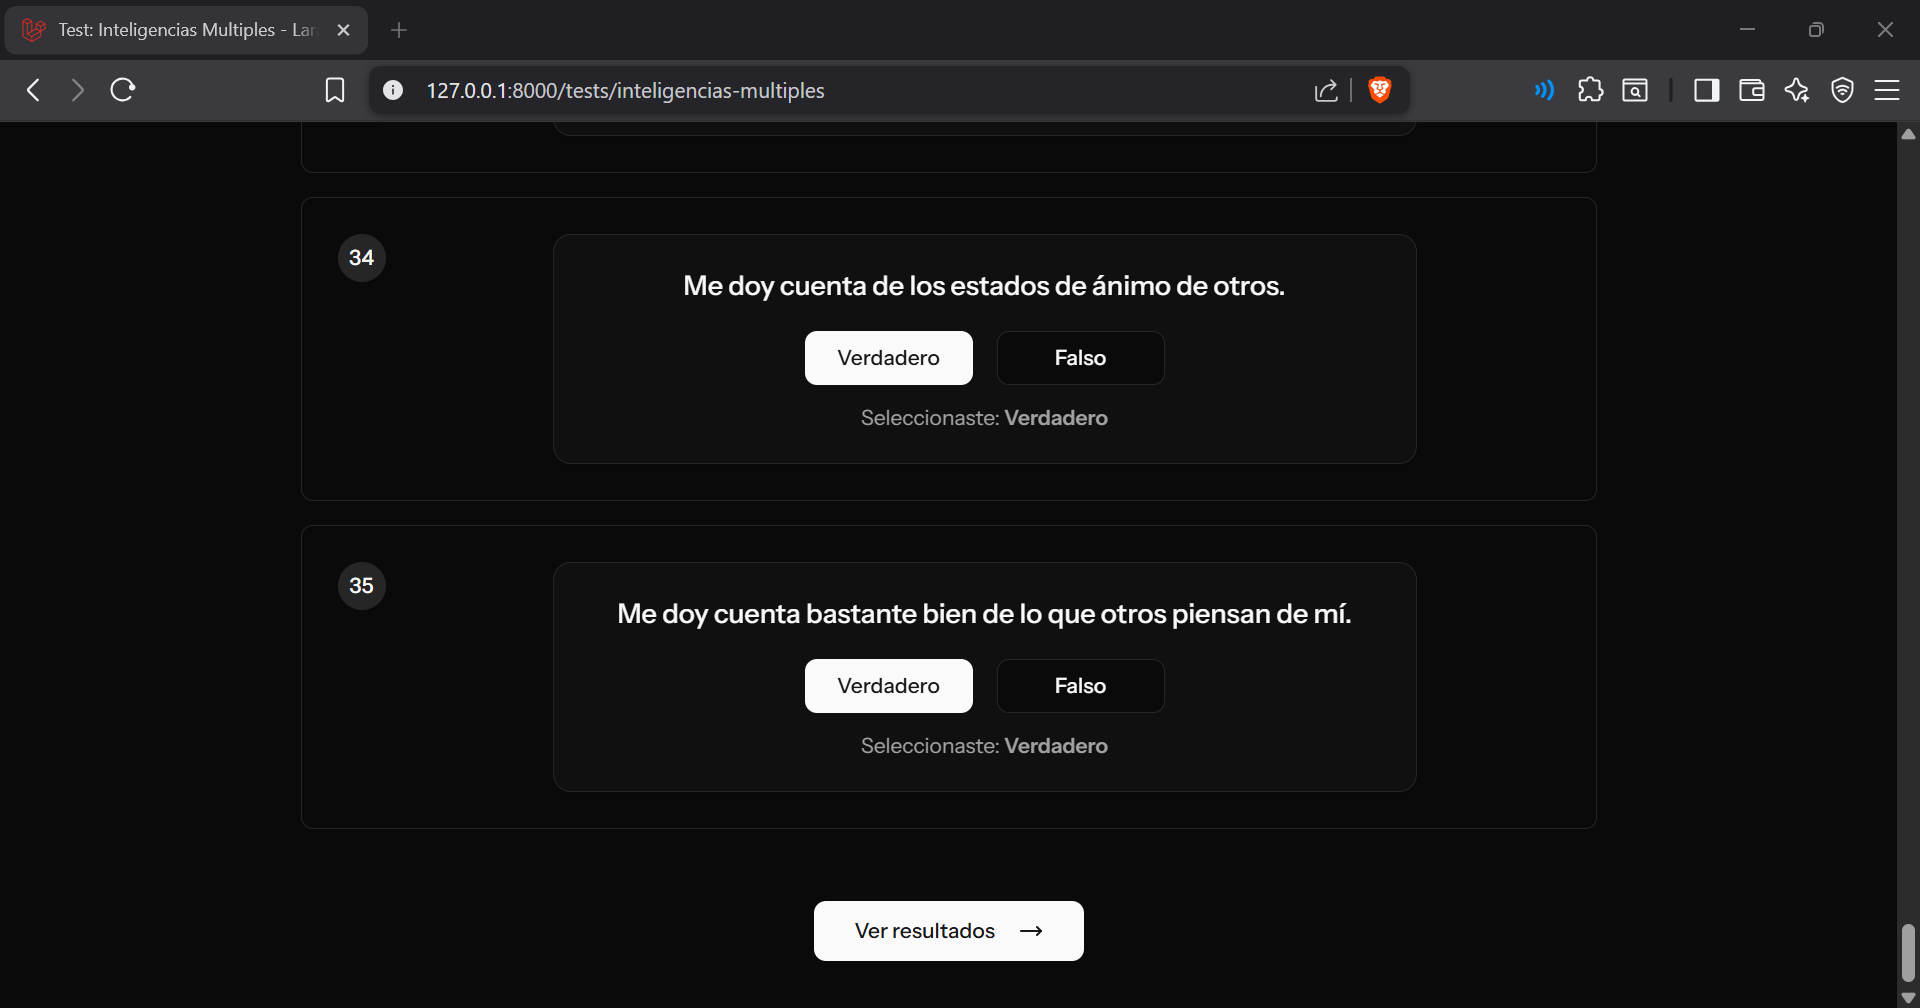 Test: Inteligencias Multiples - Lar
127.0.0.1:8000/tests/inteligencias-multiples
34
Me doy cuenta de los estados de ánimo de otros.
Verdadero
Falso
Seleccionaste: Verdadero
35
Me doy cuenta bastante bien de lo que otros piensan de mí.
Verdadero
Falso
Seleccionaste: Verdadero
Ver resultados →